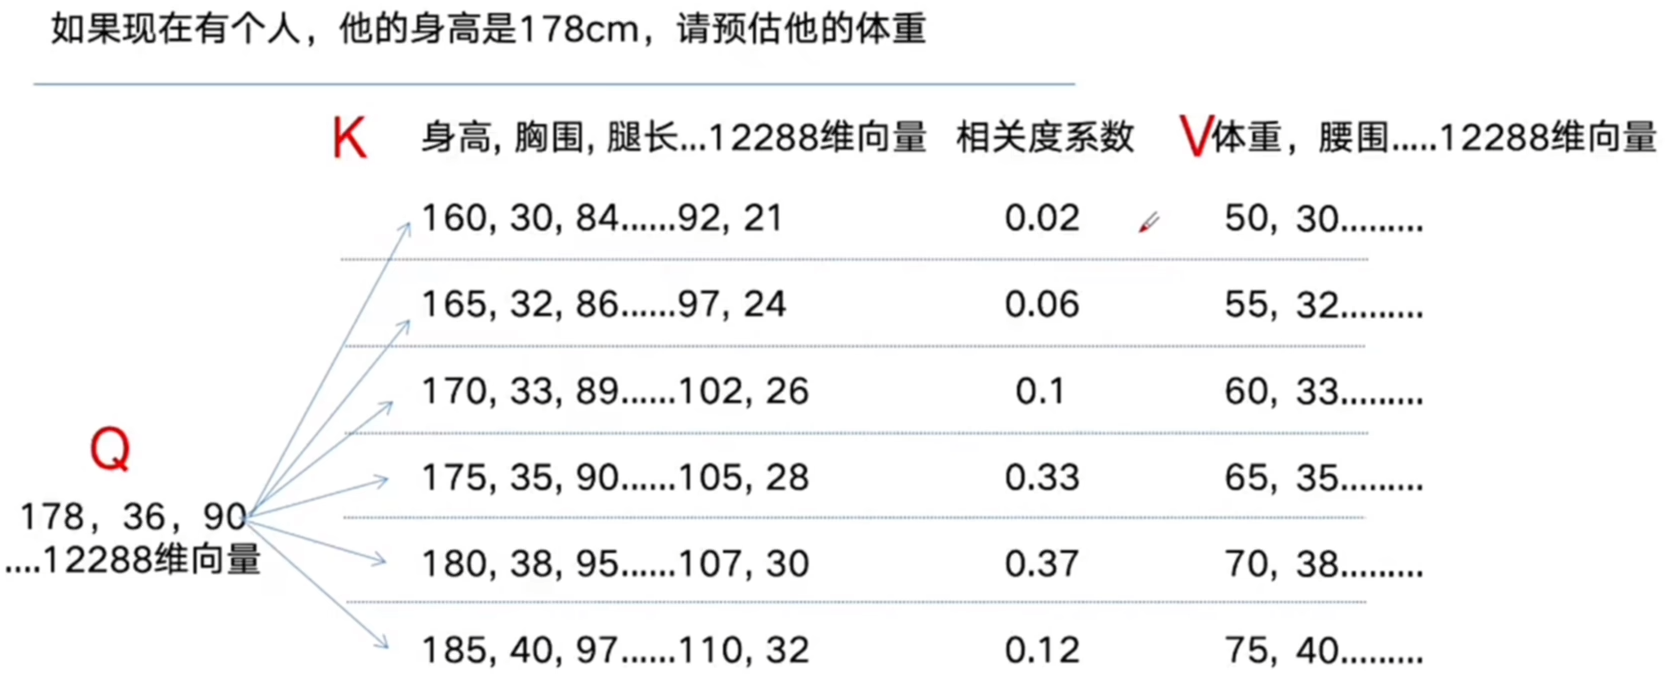 如果现在有个人，他的身高是178cm，请预估他的体重
K 身高, 胸围, 腿长...12288维向量 相关度系数 V体重，腰围.....12288维向量
160, 30, 84......92, 21 0.02 50, 30.........
165, 32, 86......97, 24 0.06 55, 32.........
170, 33, 89......102, 26 0.1 60, 33.........
Q
175, 35, 90......105, 28 0.33 65, 35.........
178，36，90
....12288维向量
180, 38, 95......107, 30 0.37 70, 38.........
185, 40, 97......110, 32 0.12 75, 40.........